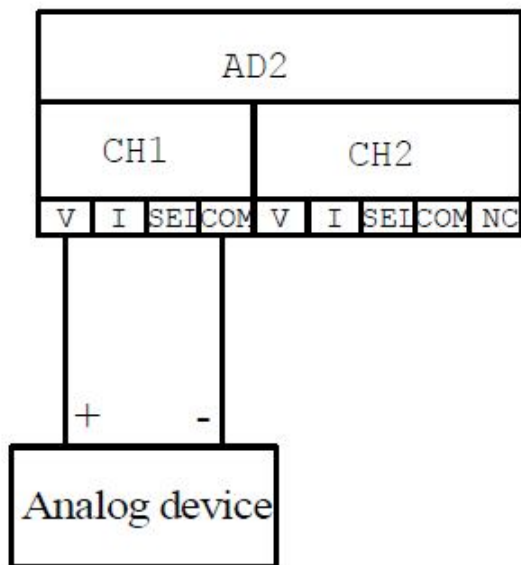 AD2
CH1 CH2
V I SEL COM V I SEL COM NC
+ -
Analog device